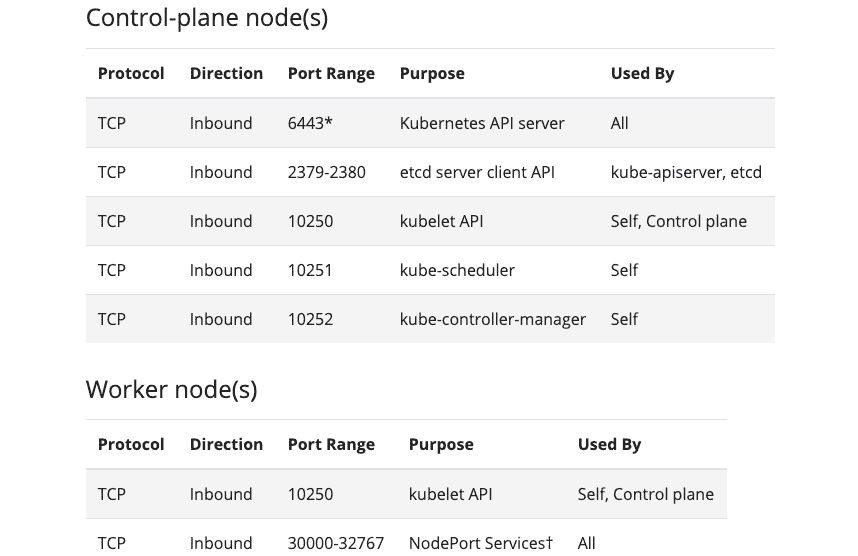 Control-plane node(s)
Protocol Direction Port Range Purpose Used By
TCP Inbound 6443* Kubernetes API server All
TCP Inbound 2379-2380 etcd server client API kube-apiserver, etcd
TCP Inbound 10250 kubelet API Self, Control plane
TCP Inbound 10251 kube-scheduler Self
TCP Inbound 10252 kube-controller-manager Self
Worker node(s)
Protocol Direction Port Range Purpose Used By
TCP Inbound 10250 kubelet API Self, Control plane
TCP Inbound 30000-32767 NodePort Services† All